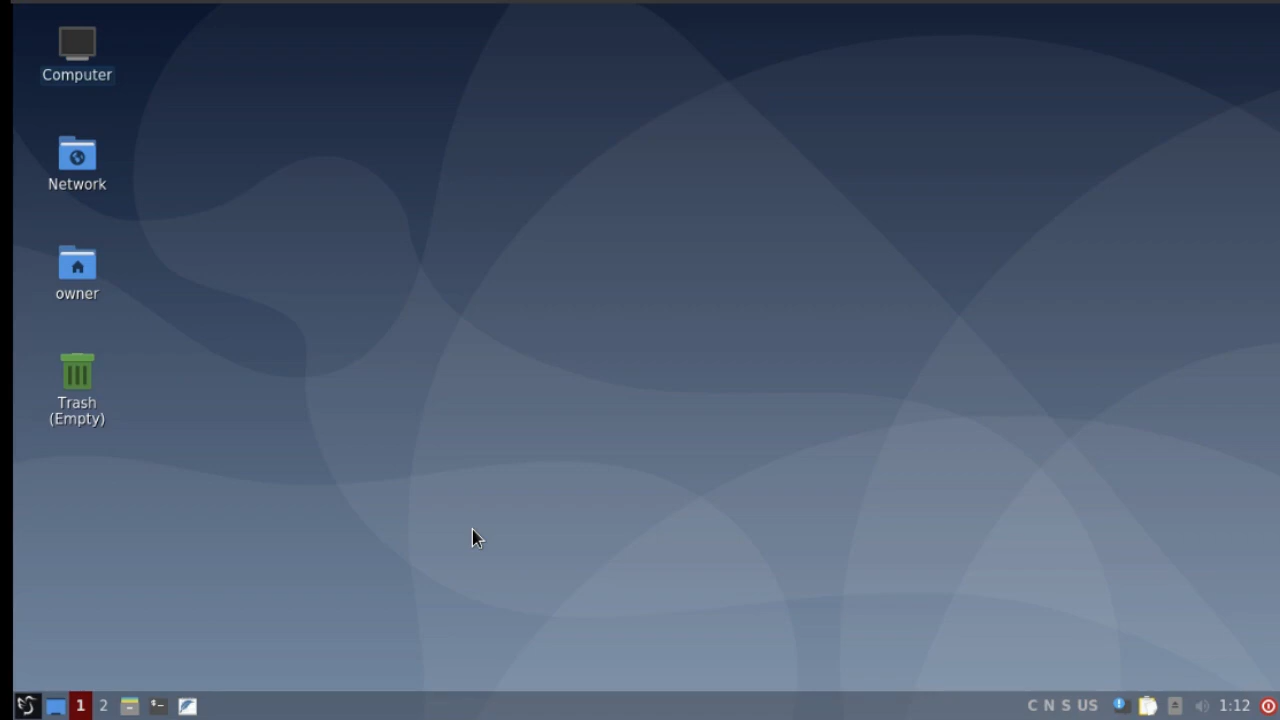 Computer
Network
owner
Trash
(Empty)
1 2 C N S US 1:12